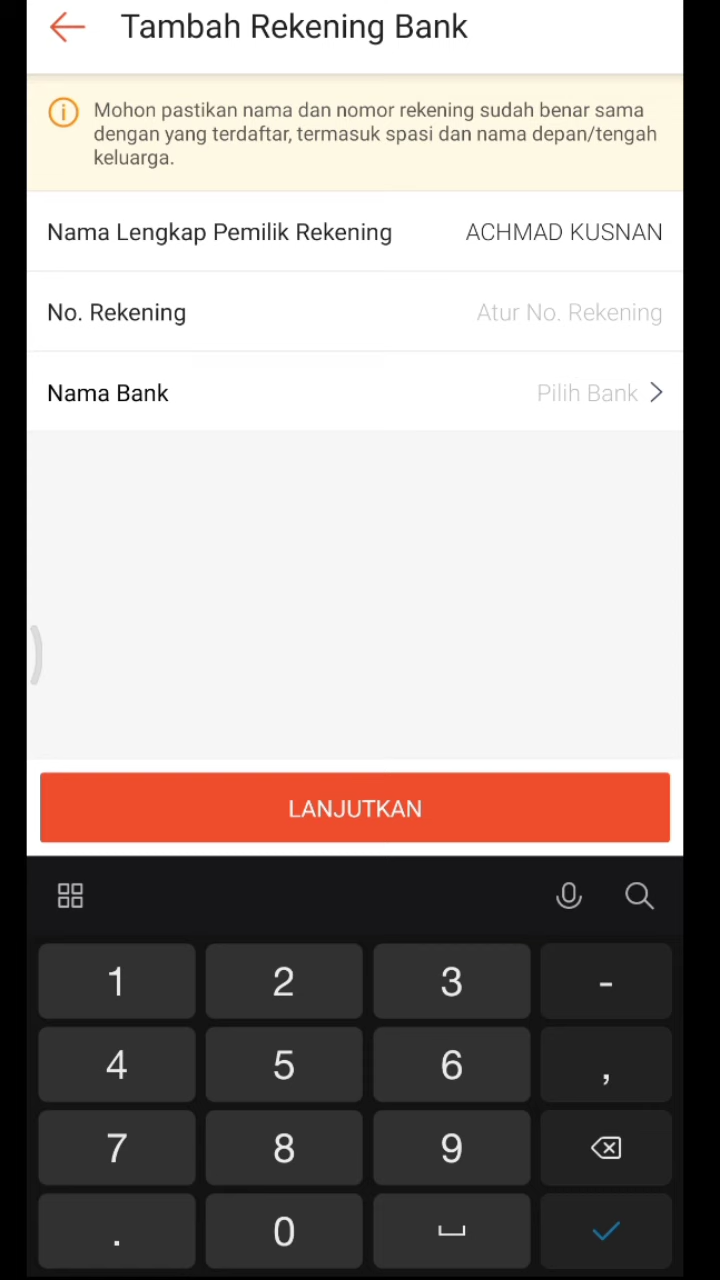 Tambah Rekening Bank
Mohon pastikan nama dan nomor rekening sudah benar sama
dengan yang terdaftar, termasuk spasi dan nama depan/tengah
keluarga.
Nama Lengkap Pemilik Rekening ACHMAD KUSNAN
No. Rekening Atur No. Rekening
Nama Bank Pilih Bank
LANJUTKAN
1 2 3 -
4 5 6 ,
7 8 9
. 0